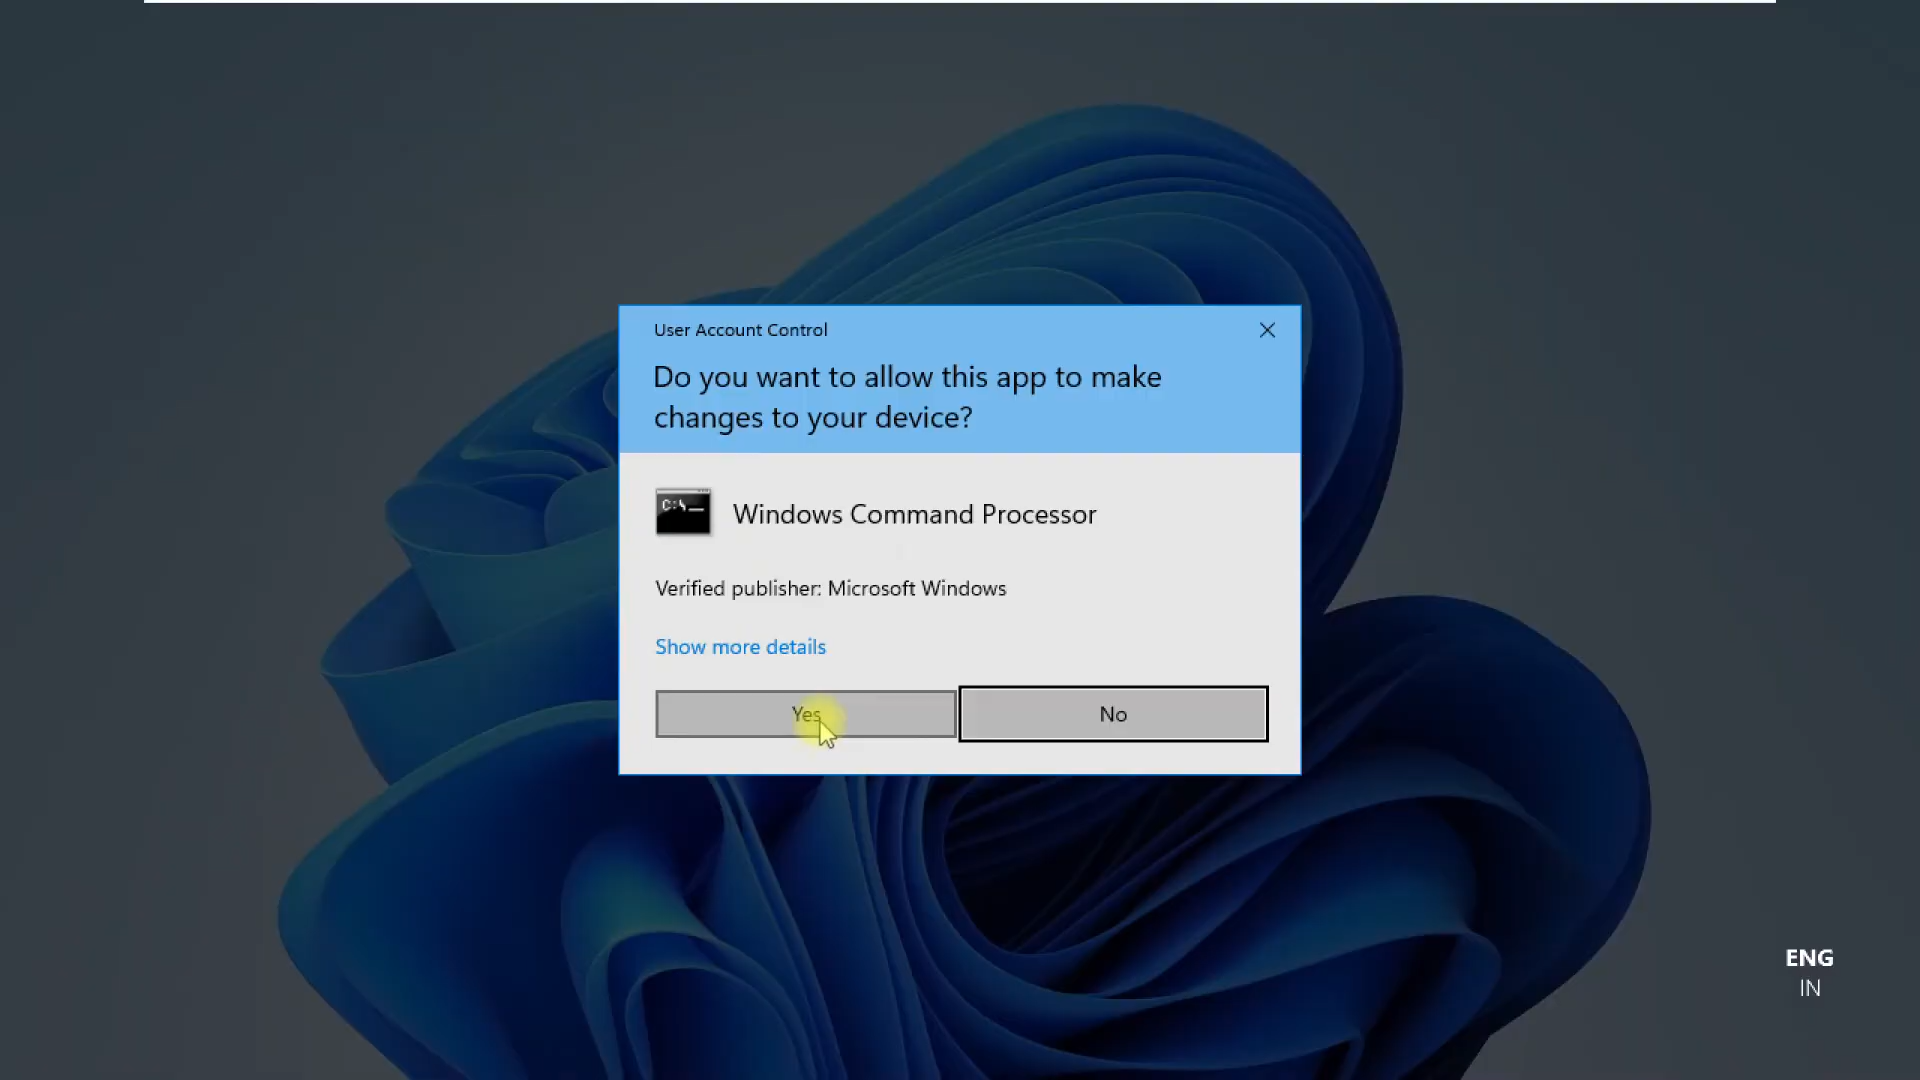 User Account Control
Do you want to allow this app to make
changes to your device?
C:\_
Windows Command Processor
Verified publisher: Microsoft Windows
Show more details
Yes
No
ENG
IN